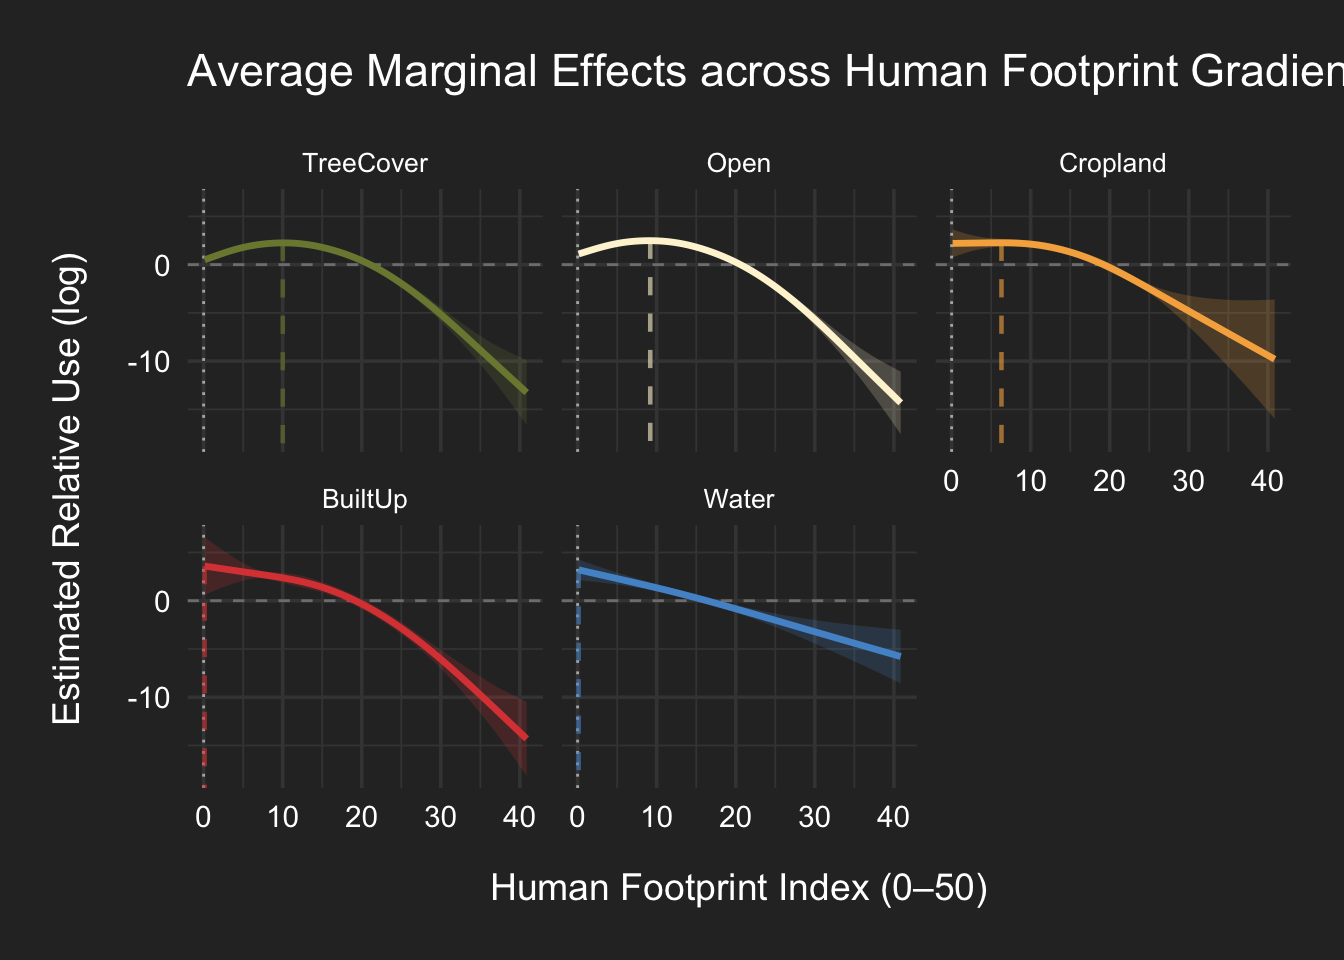 Average Marginal Effects across Human Footprint Gradien
TreeCover
Open
Cropland
0
-10
0
10
20
30
40
BuiltUp
Water
0
-10
0
10
20
30
40
0
10
20
30
40
Estimated Relative Use (log)
Human Footprint Index (0–50)